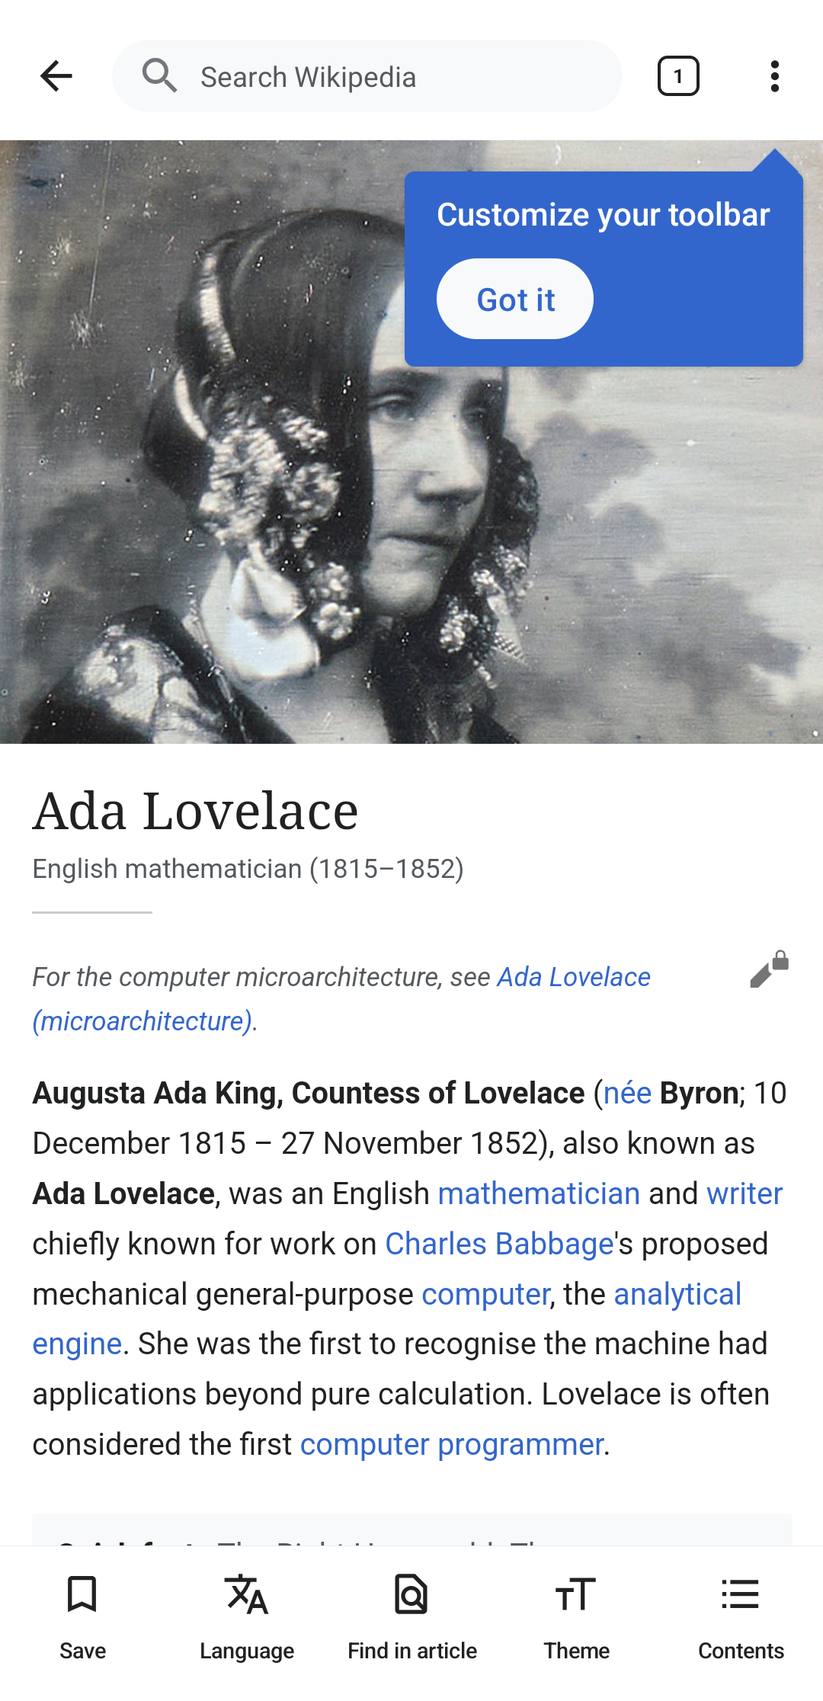 Search Wikipedia
1
Customize your toolbar
Got it
Ada Lovelace
English mathematician (1815–1852)
For the computer microarchitecture, see Ada Lovelace
(microarchitecture).
Augusta Ada King, Countess of Lovelace (née Byron; 10
December 1815 – 27 November 1852), also known as
Ada Lovelace, was an English mathematician and writer
chiefly known for work on Charles Babbage's proposed
mechanical general-purpose computer, the analytical
engine. She was the first to recognise the machine had
applications beyond pure calculation. Lovelace is often
considered the first computer programmer.
Save
Language
Find in article
Theme
Contents